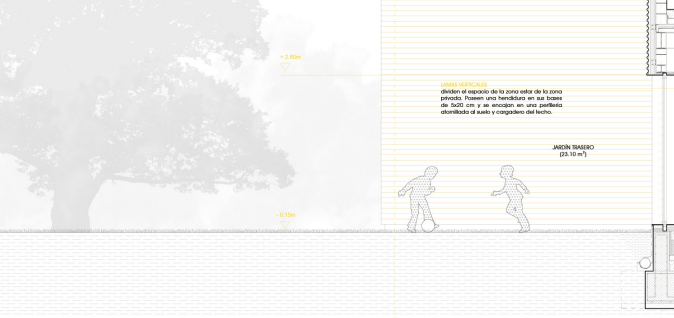 + 2.80m
LAMAS VERTICALES
dividen el espacio de la zona estar de la zona
privada. Poseen una hendidura en sus bases
de 5x20 cm y se encajan en una perfilería
atornillada al suelo y cargadero del techo.
JARDÍN TRASERO
(23.10 m²)
- 0.15m